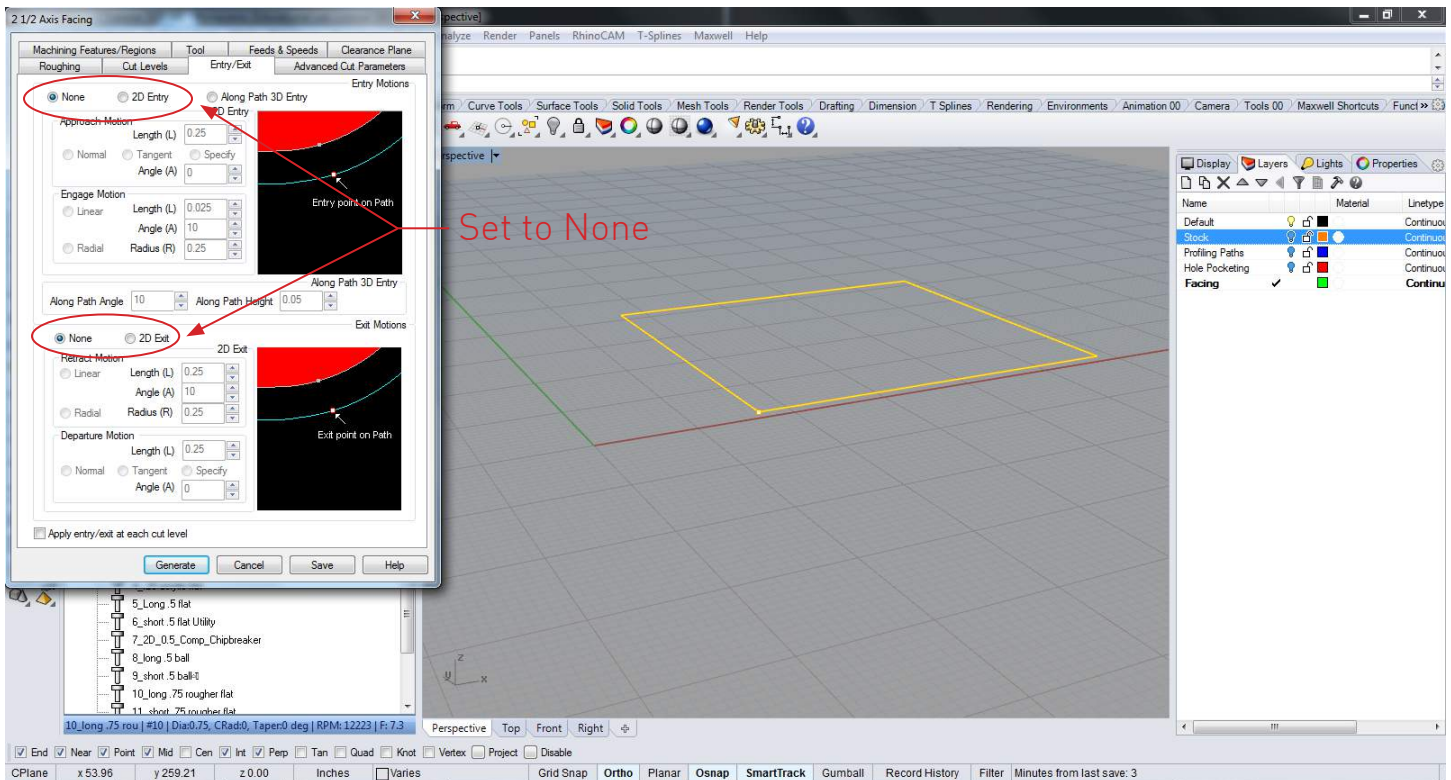 2 1/2 Axis Facing
Machining Features/Regions Tool Feeds & Speeds Clearance Plane
Roughing Cut Levels Entry/Exit Advanced Cut Parameters
Entry Motions
None 2D Entry Along Path 3D Entry
2D Entry
Approach Motion
Length (L) 0.25
Normal Tangent Specify
Angle (A) 0
Engage Motion
Linear Length (L) 0.025
Angle (A) 10
Radial Radius (R) 0.25
Entry point on Path
Along Path 3D Entry
Along Path Angle 10 Along Path Height 0.05
Exit Motions
None 2D Exit
2D Exit
Retract Motion
Linear Length (L) 0.25
Angle (A) 10
Radial Radius (R) 0.25
Exit point on Path
Departure Motion
Length (L) 0.25
Normal Tangent Specify
Angle (A) 0
Apply entry/exit at each cut level
Generate Cancel Save Help
Set to None
Render Panels RhinoCAM T-Splines Maxwell Help
Curve Tools Surface Tools Solid Tools Mesh Tools Render Tools Drafting Dimension T Splines Rendering Environments Animation 00 Camera Tools 00 Maxwell Shortcuts Funct »
z
y x
Display Layers Lights Properties
Name Material Linetype
Default Continuou
Stock Continuou
Profiling Paths Continuou
Hole Pocketing Continuou
Facing Continu
5_Long .5 flat
6_short .5 flat Utility
7_2D_0.5_Comp_Chipbreaker
8_long .5 ball
9_short .5 ball
10_long .75 rougher flat
11_short .75 rougher flat
10_long .75 rou | #10 | Dia:0.75, CRad:0, Taper:0 deg | RPM: 12223 | F: 7.3
Perspective Top Front Right
End Near Point Mid Cen Int Perp Tan Quad Knot Vertex Project Disable
CPlane x 53.96 y 259.21 z 0.00 Inches Varies Grid Snap Ortho Planar Osnap SmartTrack Gumball Record History Filter Minutes from last save: 3